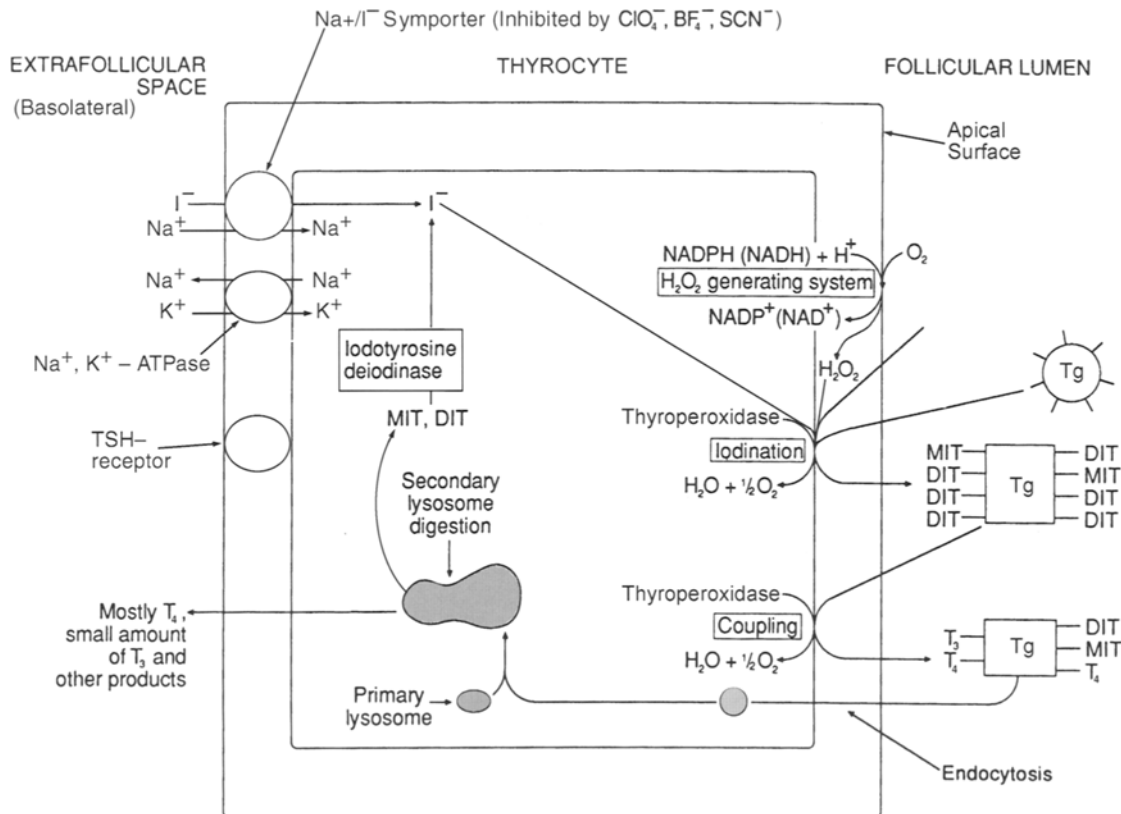 Na+/I⁻ Symporter (Inhibited by ClO₄⁻, BF₄⁻, SCN⁻)
EXTRAFOLLICULAR
SPACE
(Basolateral)
THYROCYTE
FOLLICULAR LUMEN
Apical
Surface
I⁻
I⁻
Na⁺
Na⁺
Na⁺
Na⁺
K⁺
K⁺
Na⁺, K⁺ – ATPase
NADPH (NADH) + H⁺
O₂
H₂O₂ generating system
NADP⁺(NAD⁺)
H₂O₂
Iodotyrosine
deiodinase
MIT, DIT
Tg
TSH–
receptor
Thyroperoxidase
Iodination
H₂O + ½O₂
MIT
DIT
DIT
DIT
Tg
DIT
MIT
DIT
DIT
Secondary
lysosome
digestion
Mostly T₄,
small amount
of T₃ and
other products
Thyroperoxidase
Coupling
H₂O + ½O₂
T₃
T₄
Tg
DIT
MIT
T₄
Primary
lysosome
Endocytosis